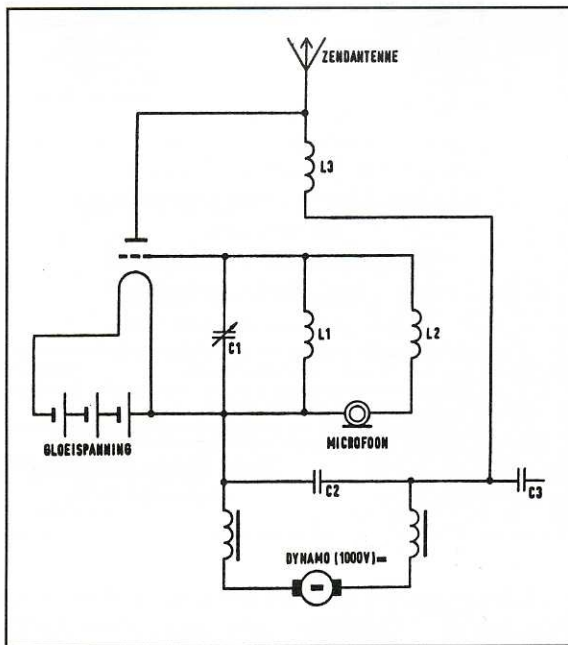 ZENDANTENNE
L3
C1
L1
L2
GLOEISPANNING
MICROFOON
C2
C3
DYNAMO (1000V)=